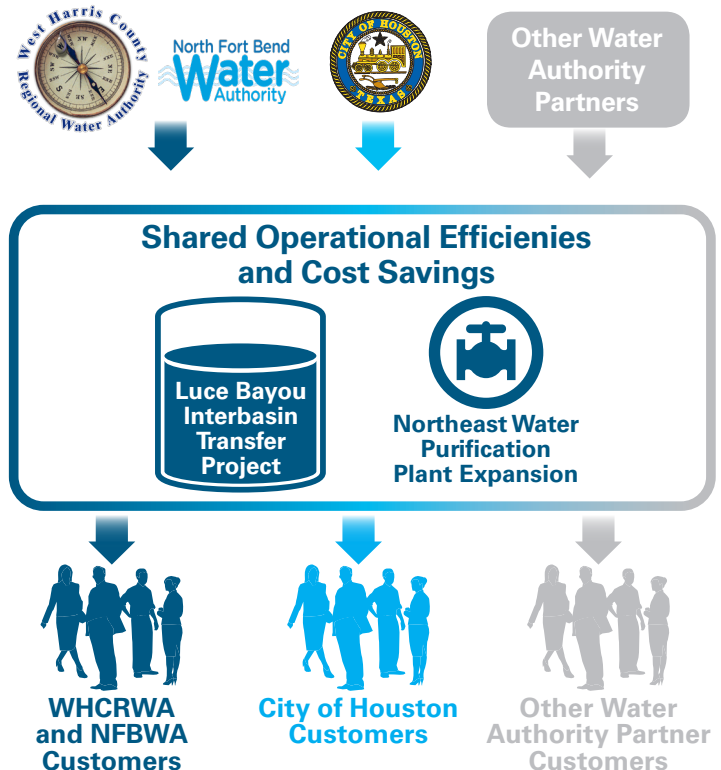 West Harris County
Regional Water Authority
North Fort Bend
Water
Authority
CITY OF HOUSTON
TEXAS
Other Water
Authority
Partners
Shared Operational Efficienies
and Cost Savings
Luce Bayou
Interbasin
Transfer
Project
Northeast Water
Purification
Plant Expansion
WHCRWA
and NFBWA
Customers
City of Houston
Customers
Other Water
Authority Partner
Customers